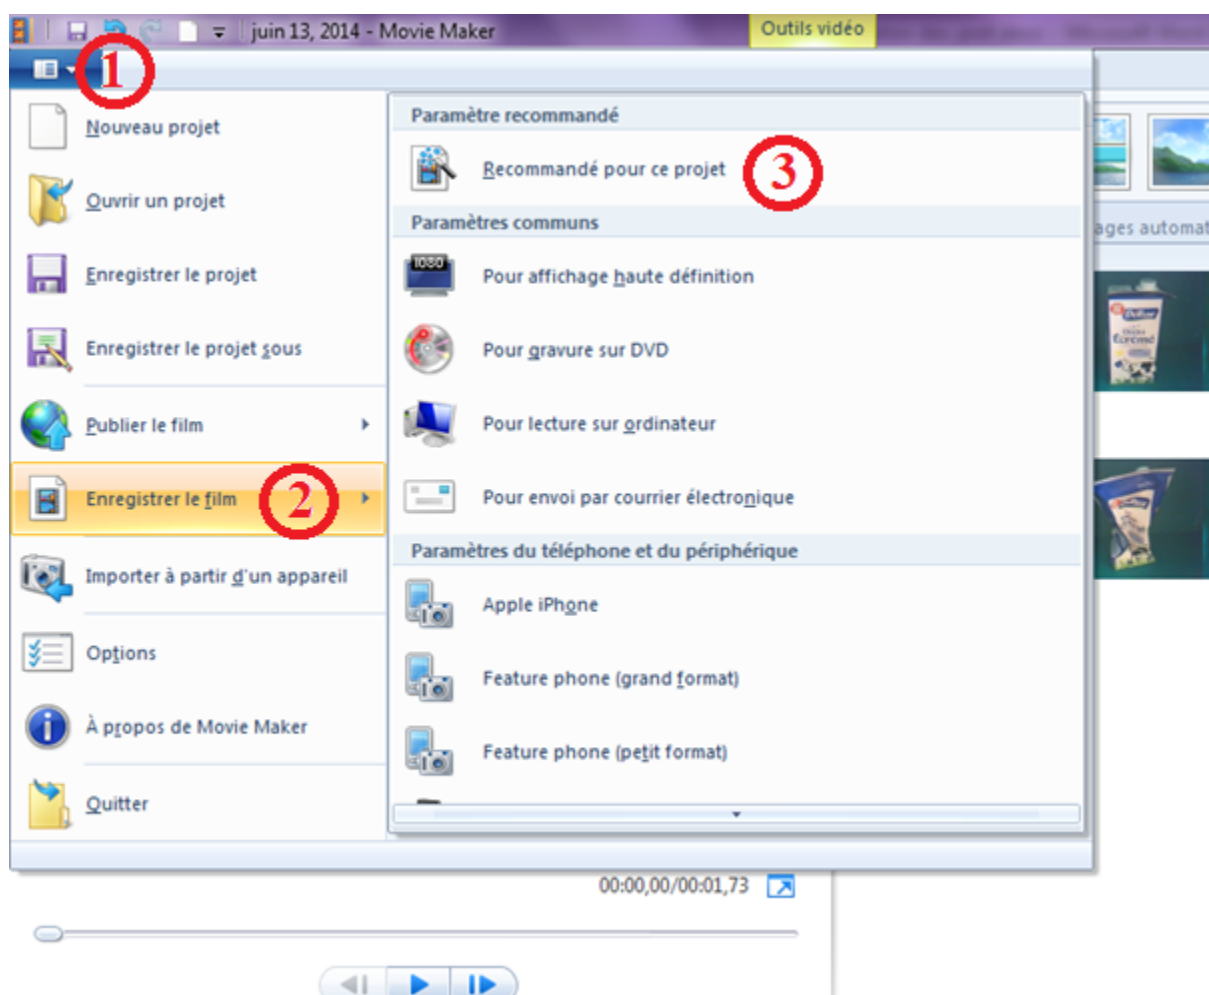 juin 13, 2014 - Movie Maker
Outils vidéo
1
Nouveau projet
Ouvrir un projet
Enregistrer le projet
Enregistrer le projet sous
Publier le film
Enregistrer le film
2
Importer à partir d'un appareil
Options
À propos de Movie Maker
Quitter
Paramètre recommandé
Recommandé pour ce projet
3
Paramètres communs
1080
Pour affichage haute définition
Pour gravure sur DVD
Pour lecture sur ordinateur
Pour envoi par courrier électronique
Paramètres du téléphone et du périphérique
Apple iPhone
Feature phone (grand format)
Feature phone (petit format)
ages automat
Écrémé
00:00,00/00:01,73